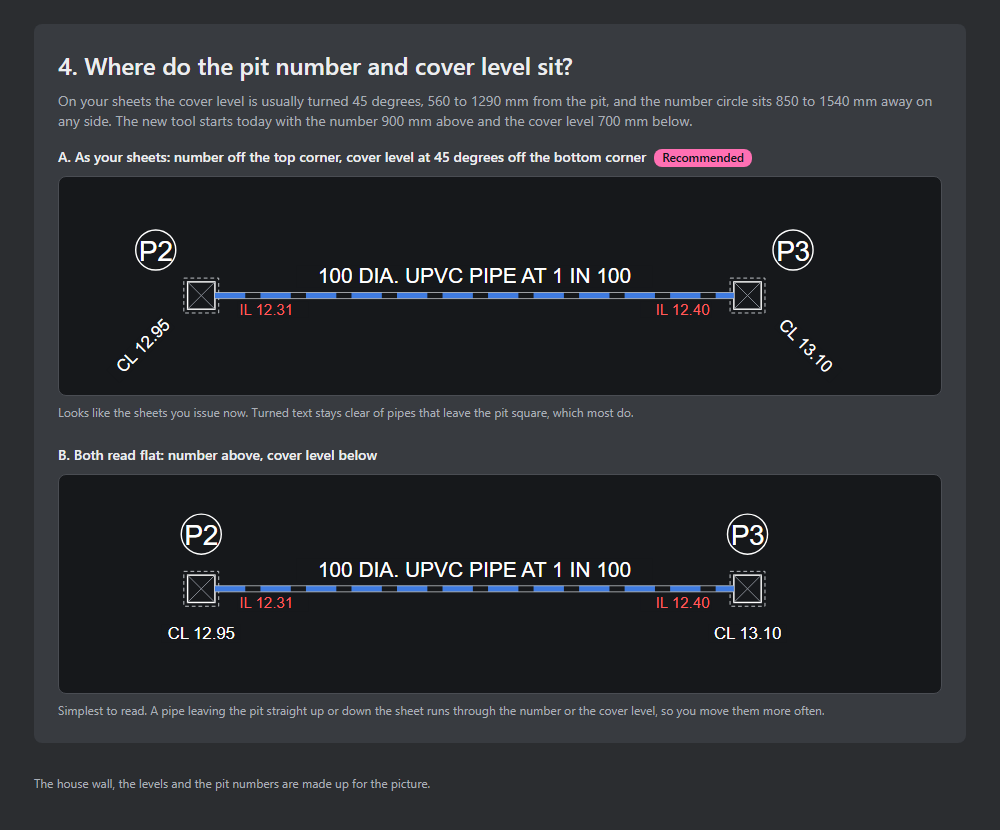 4. Where do the pit number and cover level sit?
On your sheets the cover level is usually turned 45 degrees, 560 to 1290 mm from the pit, and the number circle sits 850 to 1540 mm away on
any side. The new tool starts today with the number 900 mm above and the cover level 700 mm below.
A. As your sheets: number off the top corner, cover level at 45 degrees off the bottom corner Recommended
P2 P3
100 DIA. UPVC PIPE AT 1 IN 100
IL 12.31 IL 12.40
CL 12.95 CL 13.10
Looks like the sheets you issue now. Turned text stays clear of pipes that leave the pit square, which most do.
B. Both read flat: number above, cover level below
P2 P3
100 DIA. UPVC PIPE AT 1 IN 100
IL 12.31 IL 12.40
CL 12.95 CL 13.10
Simplest to read. A pipe leaving the pit straight up or down the sheet runs through the number or the cover level, so you move them more often.
The house wall, the levels and the pit numbers are made up for the picture.